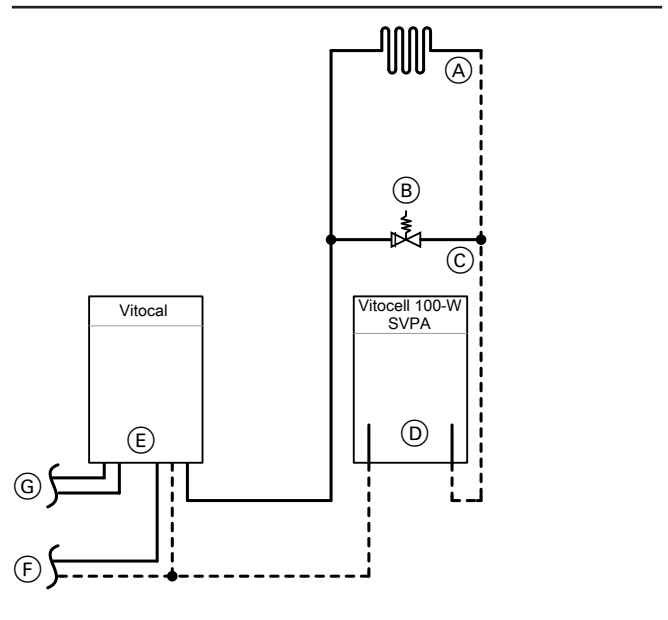 Ⓐ
Ⓑ
Ⓒ
Vitocal
Vitocell 100-W
SVPA
Ⓓ
Ⓔ
Ⓖ
Ⓕ